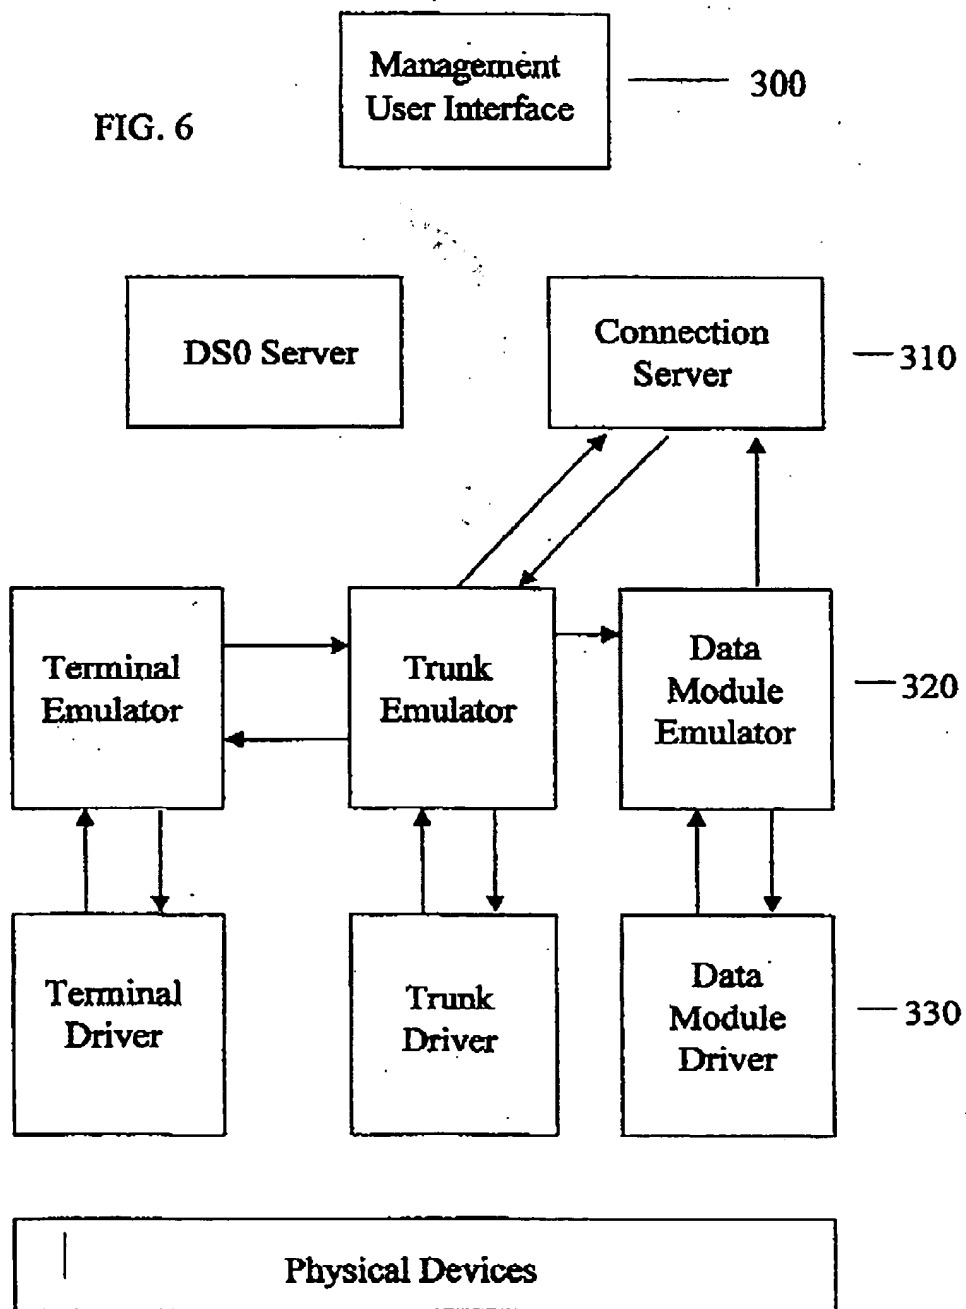 Management
User Interface
300
FIG. 6
DS0 Server
Connection
Server
310
Terminal
Emulator
Trunk
Emulator
Data
Module
Emulator
320
Terminal
Driver
Trunk
Driver
Data
Module
Driver
330
Physical Devices